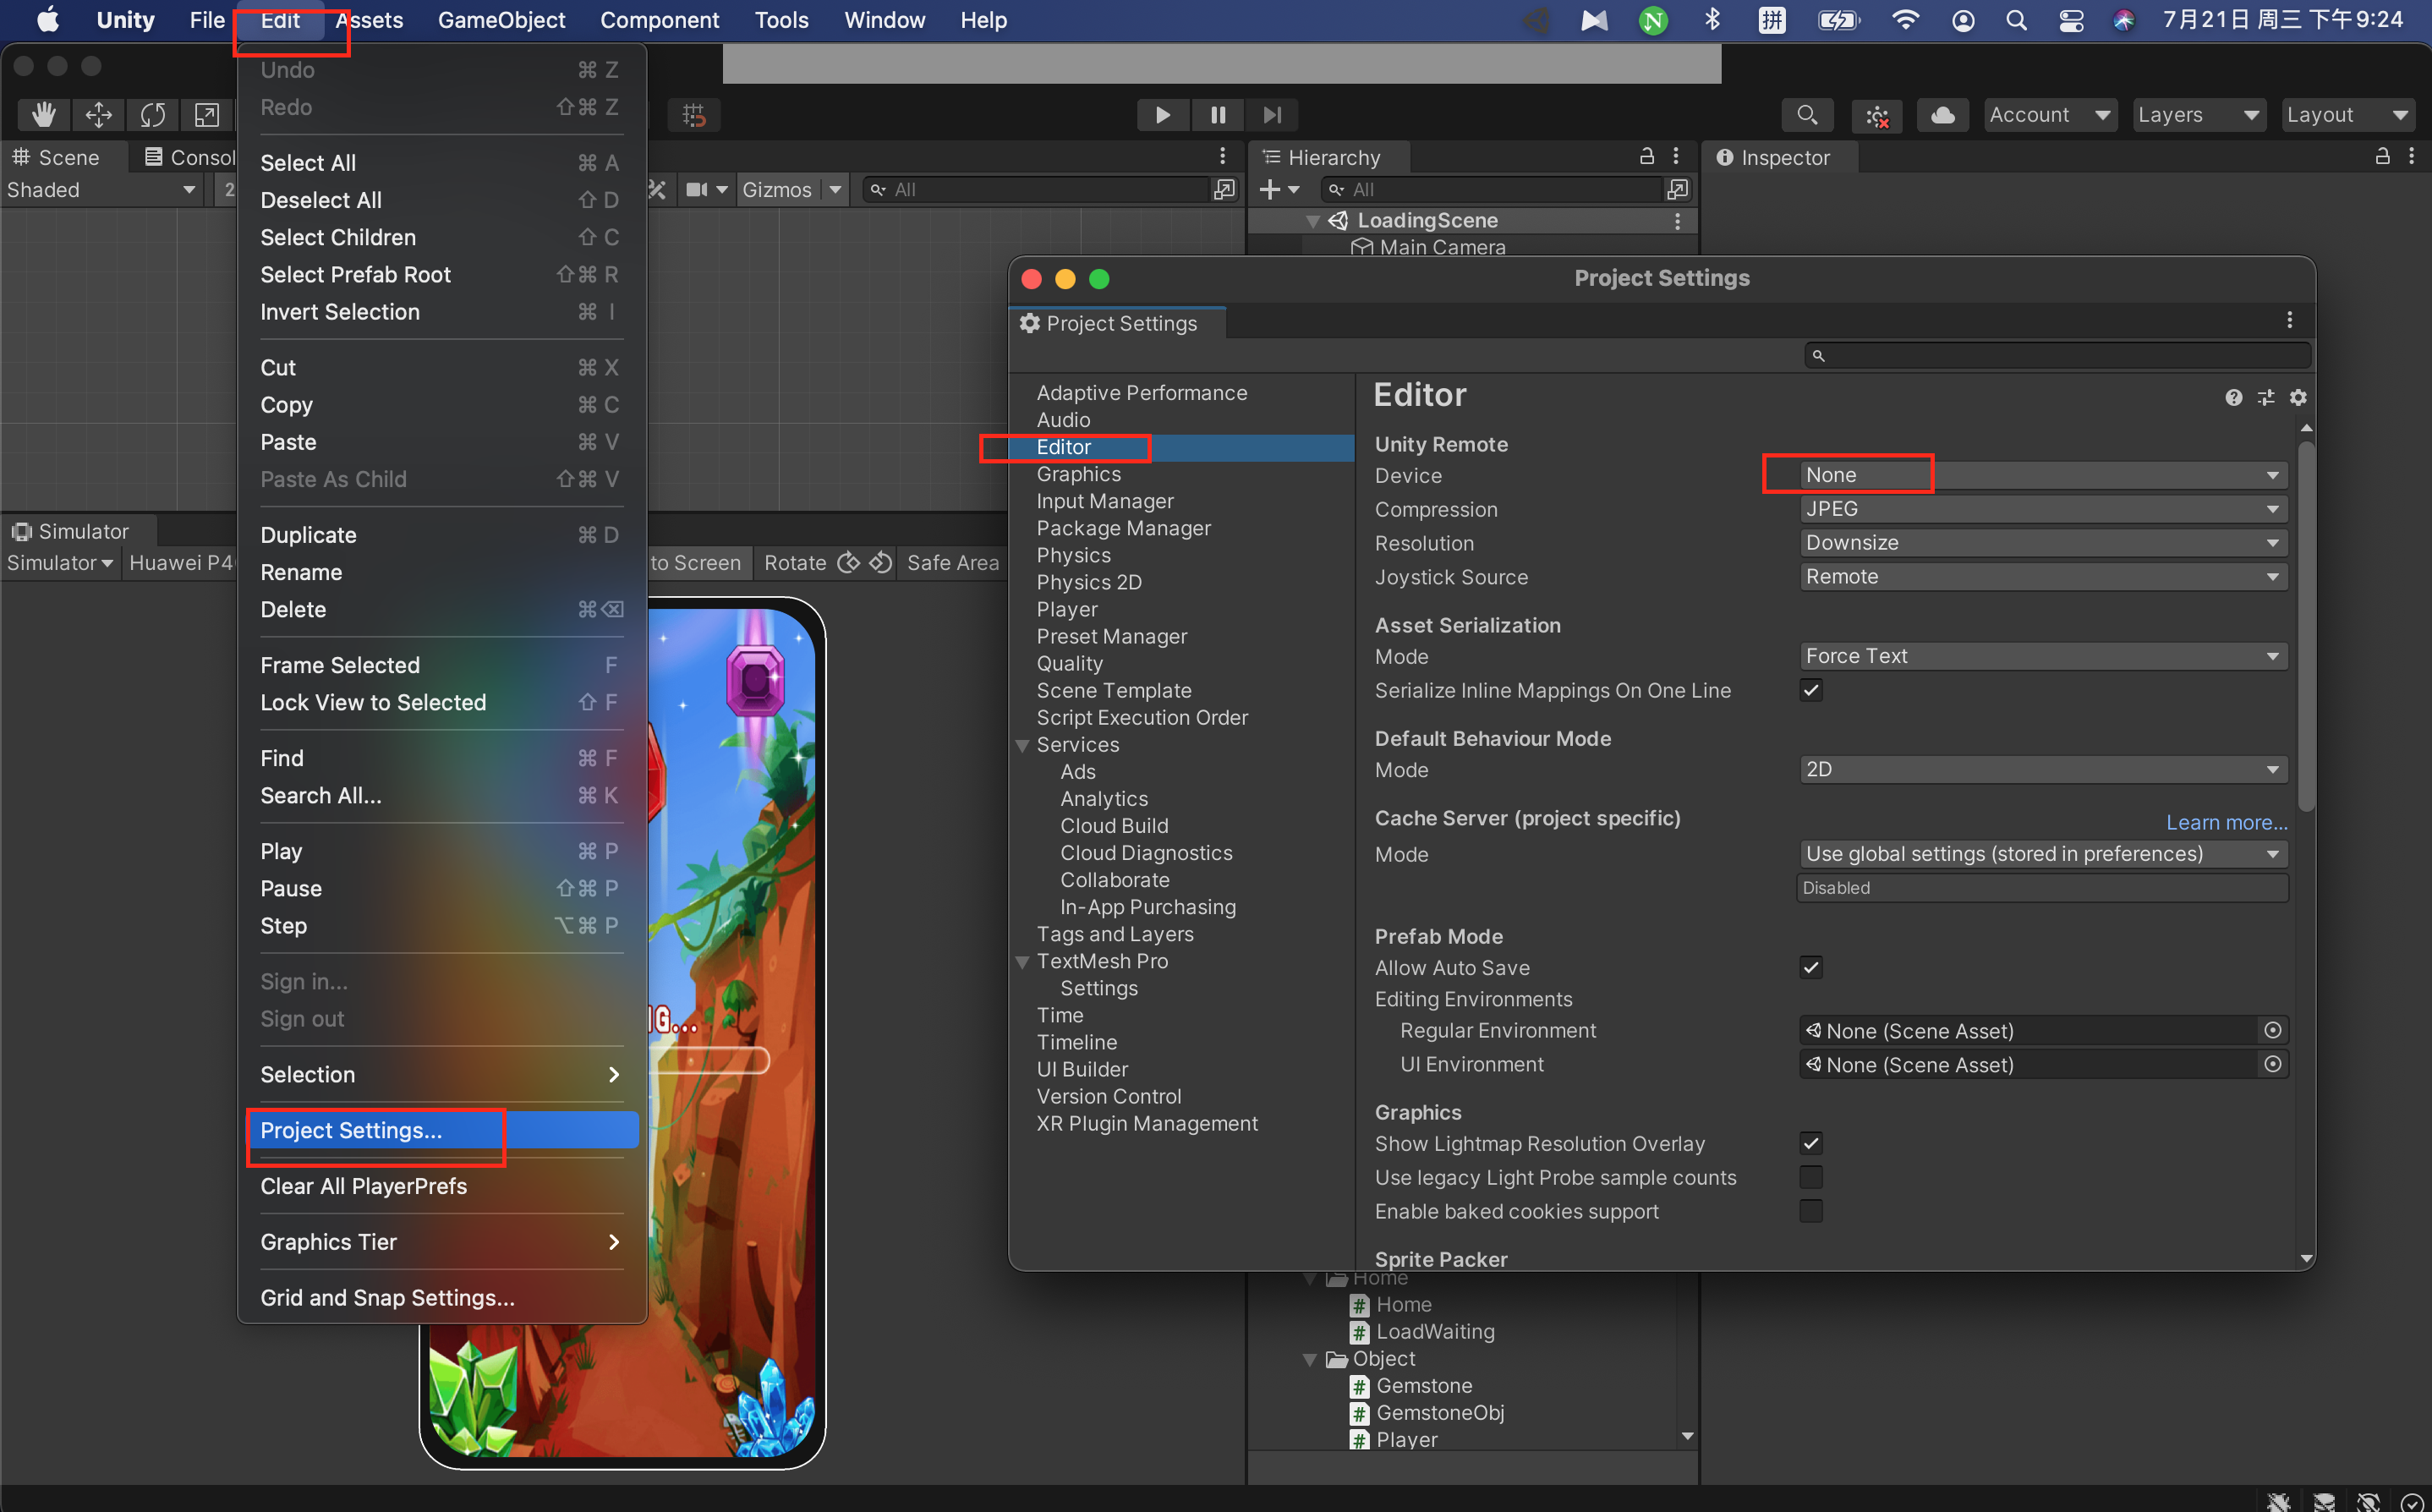 Unity File Edit Assets GameObject Component Tools Window Help 拼 7月21日 周三 下午9:24
Undo ⌘ Z
Redo ⇧⌘ Z
Select All ⌘ A
Deselect All ⇧ D
Select Children ⇧ C
Select Prefab Root ⇧⌘ R
Invert Selection ⌘ I
Cut ⌘ X
Copy ⌘ C
Paste ⌘ V
Paste As Child ⇧⌘ V
Duplicate ⌘ D
Rename
Delete ⌘⌫
Frame Selected F
Lock View to Selected ⇧ F
Find ⌘ F
Search All... ⌘ K
Play ⌘ P
Pause ⇧⌘ P
Step ⌥⌘ P
Sign in...
Sign out
Selection
Project Settings...
Clear All PlayerPrefs
Graphics Tier
Grid and Snap Settings...
Account Layers Layout
Scene Consol
Shaded 2 Gizmos All
Hierarchy
All
LoadingScene
Main Camera
Inspector
Simulator
Simulator Huawei P4 to Screen Rotate Safe Area
G...
Project Settings
Project Settings
Adaptive Performance
Audio
Editor
Graphics
Input Manager
Package Manager
Physics
Physics 2D
Player
Preset Manager
Quality
Scene Template
Script Execution Order
Services
Ads
Analytics
Cloud Build
Cloud Diagnostics
Collaborate
In-App Purchasing
Tags and Layers
TextMesh Pro
Settings
Time
Timeline
UI Builder
Version Control
XR Plugin Management
Editor
Unity Remote
Device None
Compression JPEG
Resolution Downsize
Joystick Source Remote
Asset Serialization
Mode Force Text
Serialize Inline Mappings On One Line
Default Behaviour Mode
Mode 2D
Cache Server (project specific)
Learn more...
Mode Use global settings (stored in preferences)
Disabled
Prefab Mode
Allow Auto Save
Editing Environments
Regular Environment None (Scene Asset)
UI Environment None (Scene Asset)
Graphics
Show Lightmap Resolution Overlay
Use legacy Light Probe sample counts
Enable baked cookies support
Sprite Packer
Home
Home
LoadWaiting
Object
Gemstone
GemstoneObj
Player